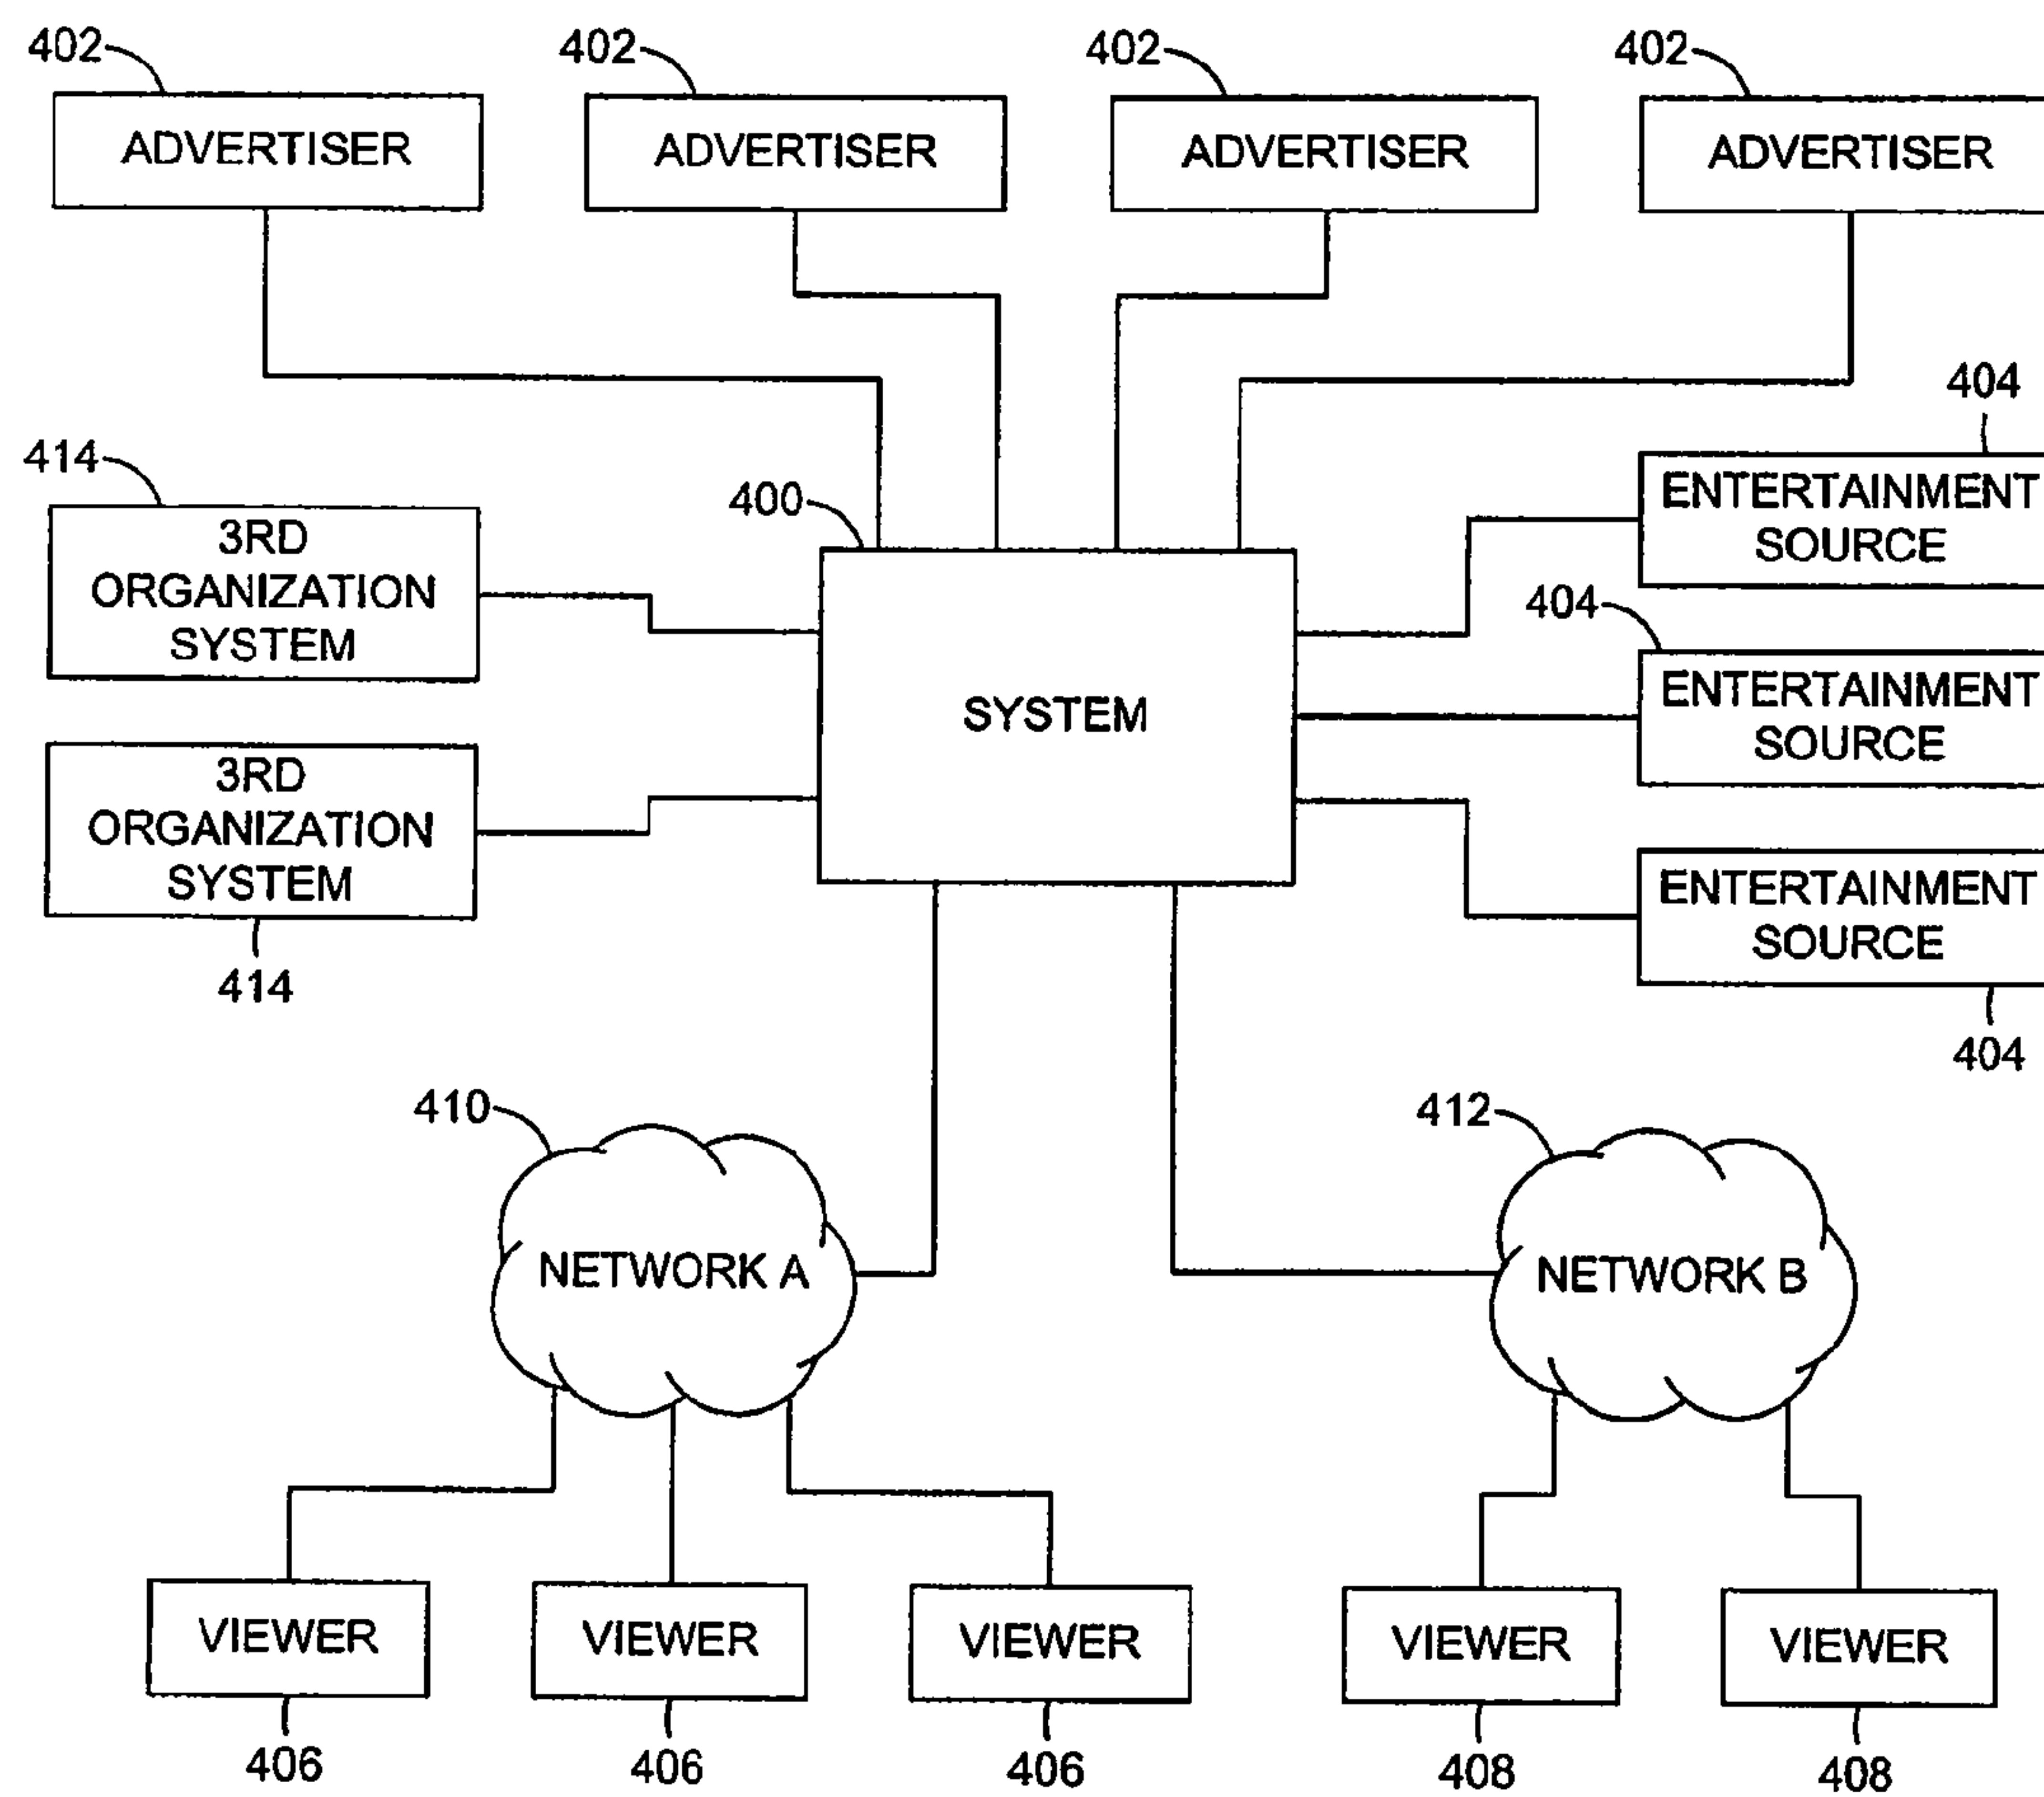 402
402
402
402
ADVERTISER
ADVERTISER
ADVERTISER
ADVERTISER
404
414
400
3RD
ORGANIZATION
SYSTEM
ENTERTAINMENT
SOURCE
404
SYSTEM
ENTERTAINMENT
SOURCE
3RD
ORGANIZATION
SYSTEM
414
ENTERTAINMENT
SOURCE
404
410
412
NETWORK A
NETWORK B
VIEWER
VIEWER
VIEWER
VIEWER
VIEWER
406
406
406
408
408